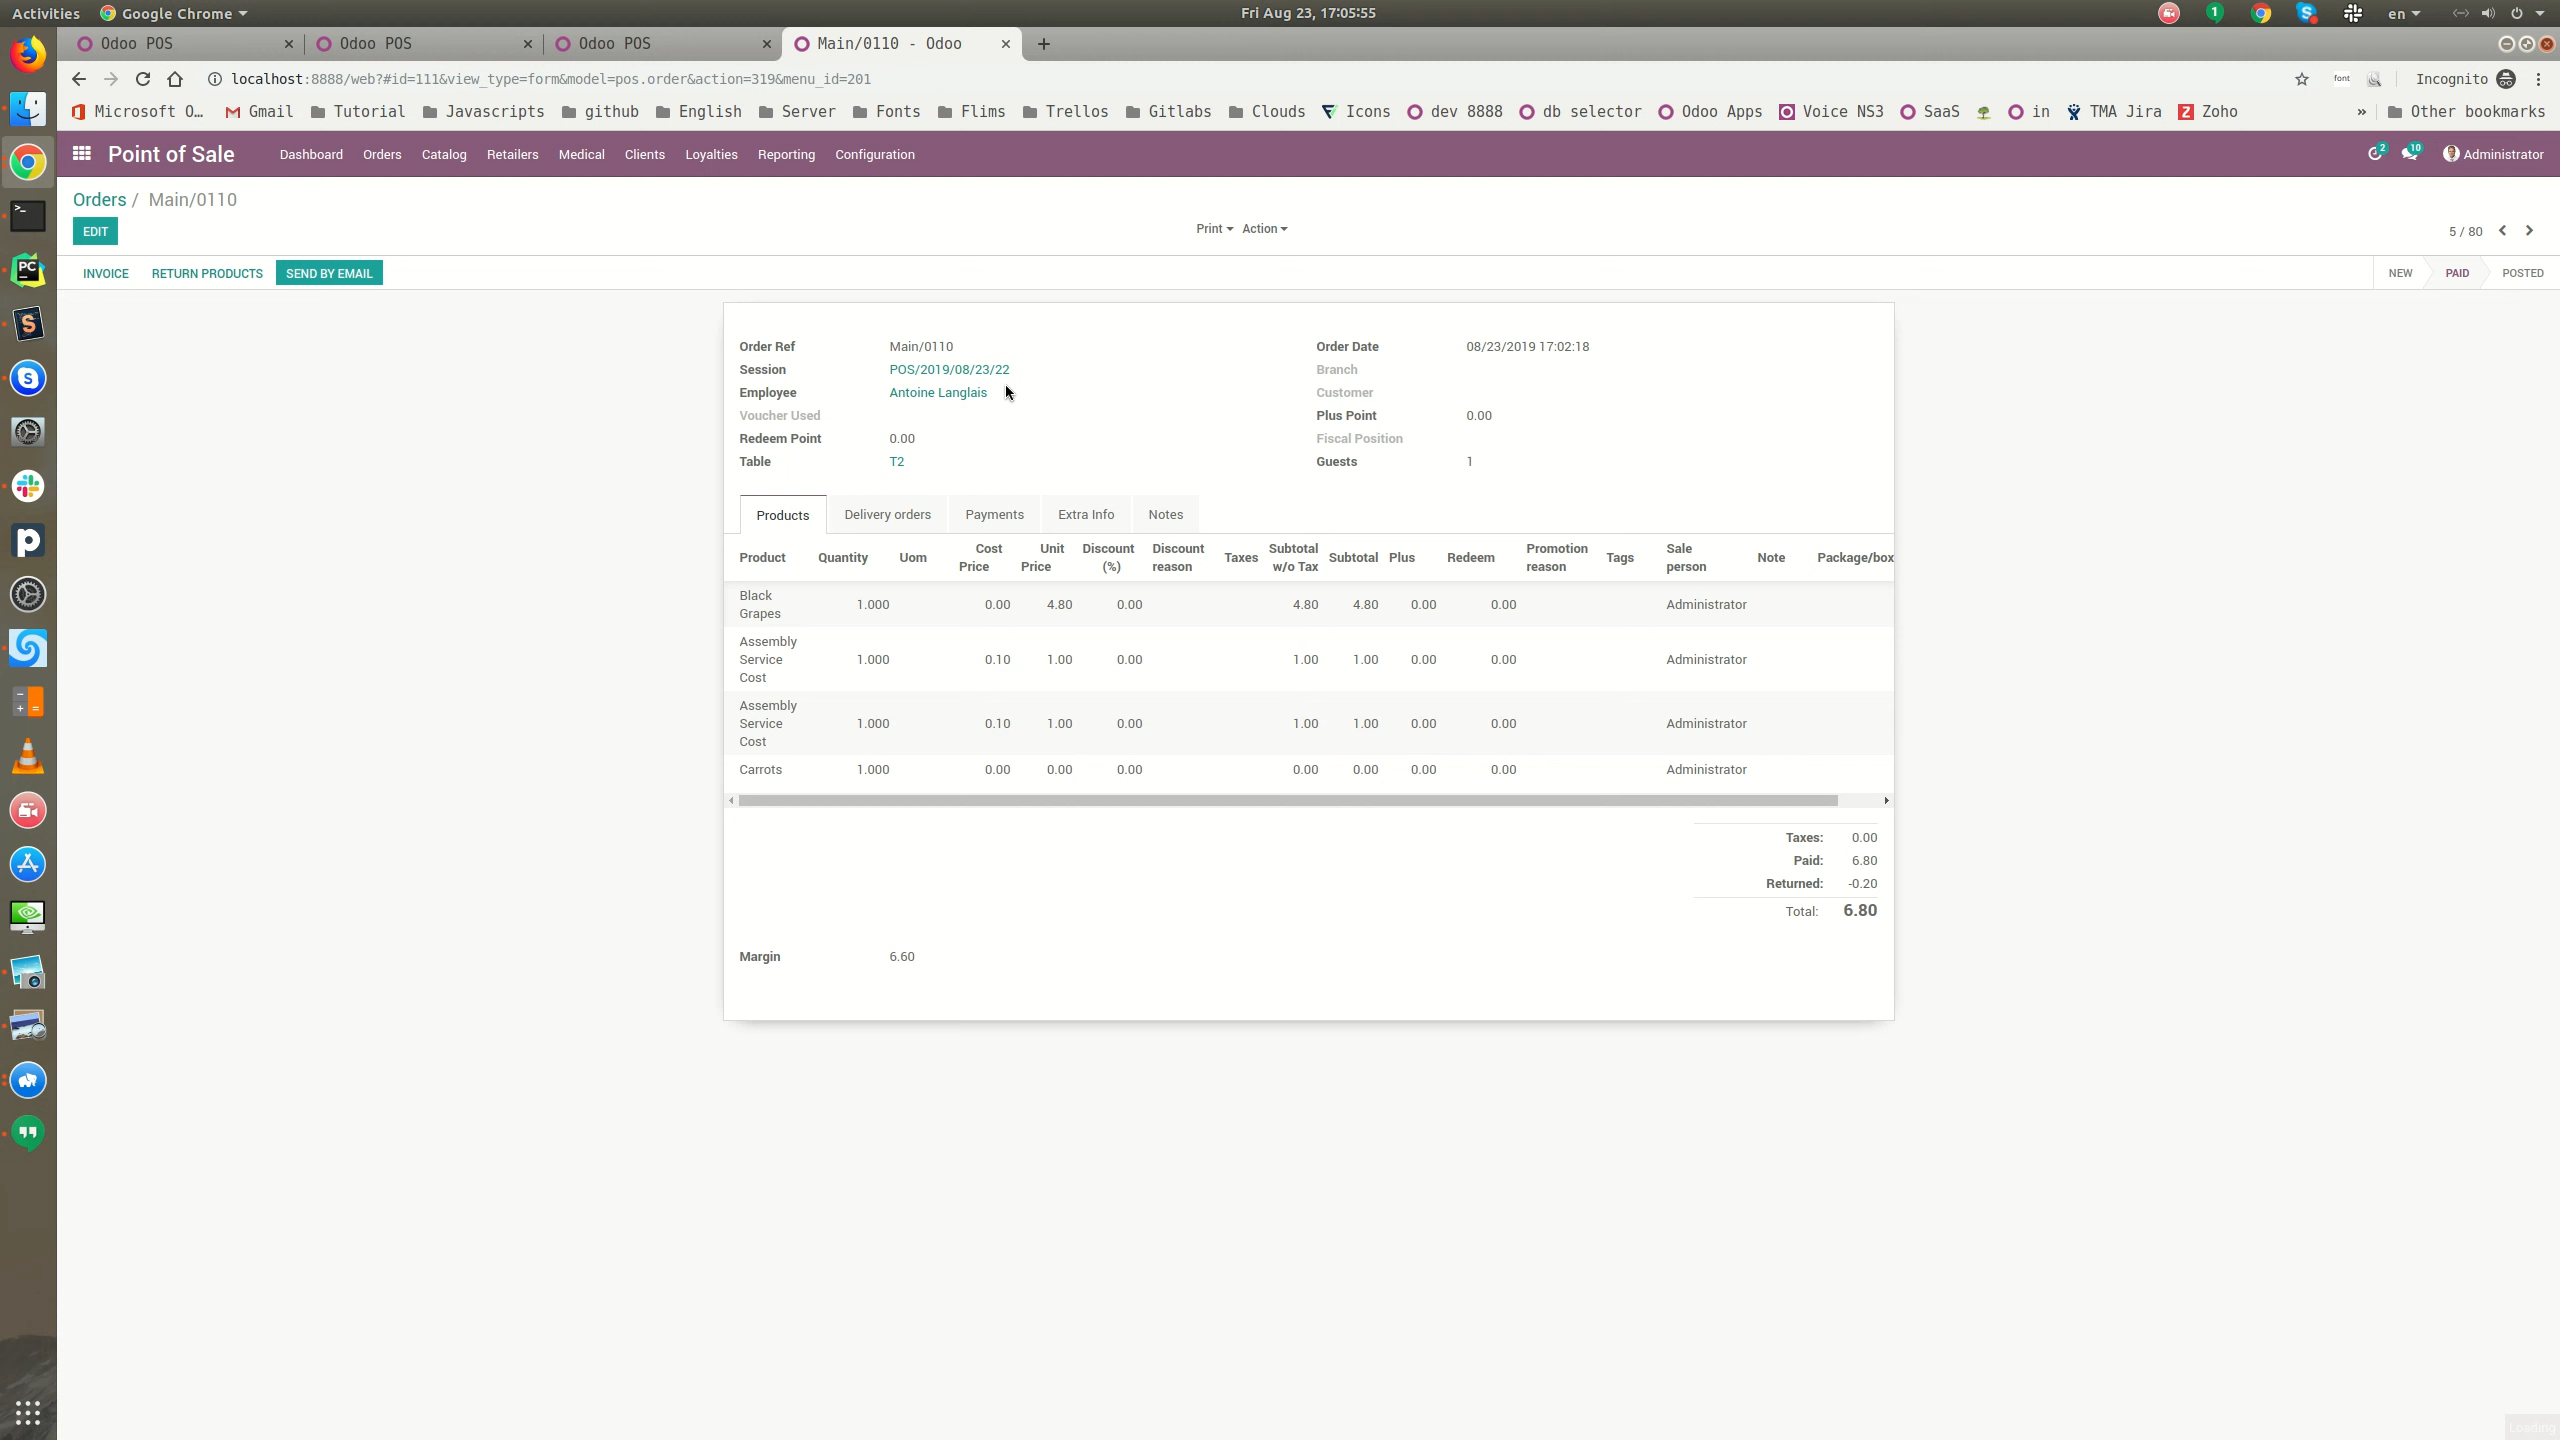 Activities Google Chrome Fri Aug 23, 17:05:55 1 en
Odoo POS Odoo POS Odoo POS Main/0110 - Odoo
localhost:8888/web?#id=111&view_type=form&model=pos.order&action=319&menu_id=201 font Incognito
Microsoft O… Gmail Tutorial Javascripts github English Server Fonts Flims Trellos Gitlabs Clouds Icons dev 8888 db selector Odoo Apps Voice NS3 SaaS in TMA Jira Zoho » Other bookmarks
Point of Sale Dashboard Orders Catalog Retailers Medical Clients Loyalties Reporting Configuration 2 10 Administrator
Orders / Main/0110
EDIT Print Action 5 / 80
INVOICE RETURN PRODUCTS SEND BY EMAIL NEW PAID POSTED
Order Ref Main/0110 Order Date 08/23/2019 17:02:18
Session POS/2019/08/23/22 Branch
Employee Antoine Langlais Customer
Voucher Used Plus Point 0.00
Redeem Point 0.00 Fiscal Position
Table T2 Guests 1
Products Delivery orders Payments Extra Info Notes
Product Quantity Uom Cost Price Unit Price Discount (%) Discount reason Taxes Subtotal w/o Tax Subtotal Plus Redeem Promotion reason Tags Sale person Note Package/box
Black Grapes 1.000 0.00 4.80 0.00 4.80 4.80 0.00 0.00 Administrator
Assembly Service Cost 1.000 0.10 1.00 0.00 1.00 1.00 0.00 0.00 Administrator
Assembly Service Cost 1.000 0.10 1.00 0.00 1.00 1.00 0.00 0.00 Administrator
Carrots 1.000 0.00 0.00 0.00 0.00 0.00 0.00 0.00 Administrator
Taxes: 0.00
Paid: 6.80
Returned: -0.20
Total: 6.80
Margin 6.60
Loading